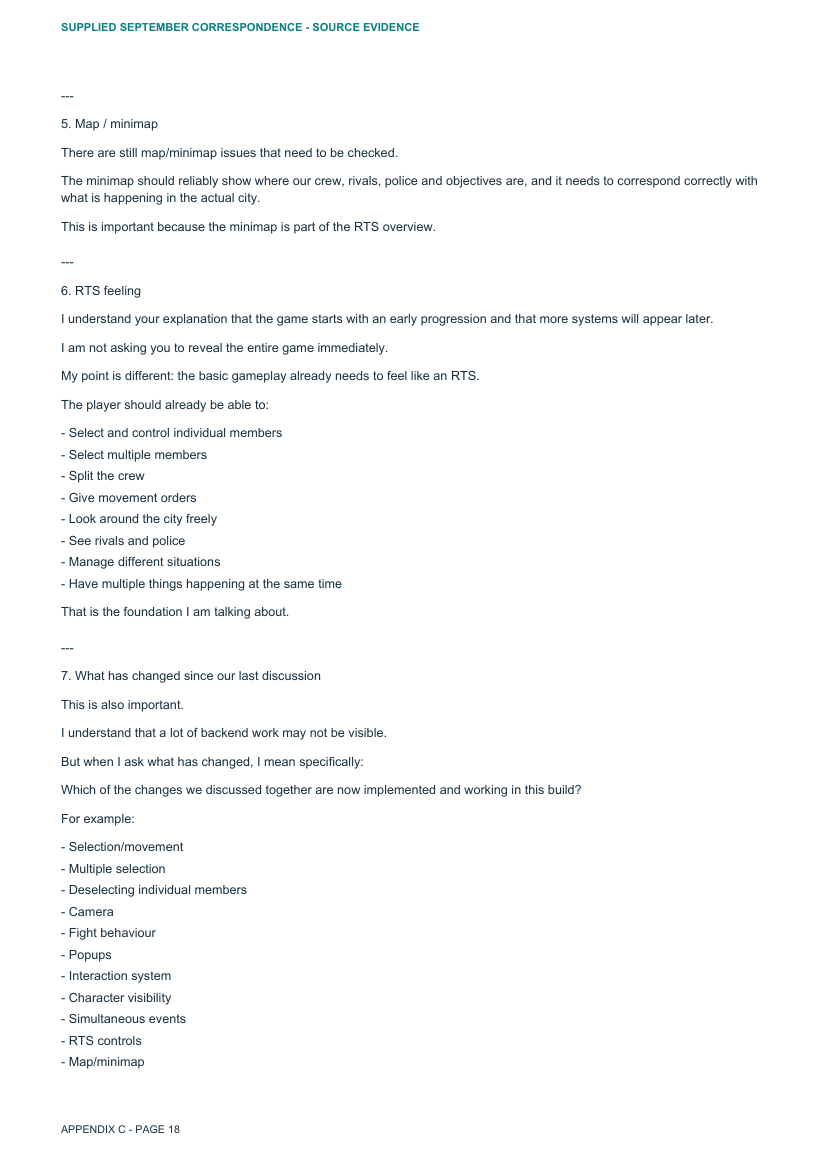 SUPPLIED SEPTEMBER CORRESPONDENCE - SOURCE EVIDENCE
---
5. Map / minimap
There are still map/minimap issues that need to be checked.
The minimap should reliably show where our crew, rivals, police and objectives are, and it needs to correspond correctly with
what is happening in the actual city.
This is important because the minimap is part of the RTS overview.
---
6. RTS feeling
I understand your explanation that the game starts with an early progression and that more systems will appear later.
I am not asking you to reveal the entire game immediately.
My point is different: the basic gameplay already needs to feel like an RTS.
The player should already be able to:
- Select and control individual members
- Select multiple members
- Split the crew
- Give movement orders
- Look around the city freely
- See rivals and police
- Manage different situations
- Have multiple things happening at the same time
That is the foundation I am talking about.
---
7. What has changed since our last discussion
This is also important.
I understand that a lot of backend work may not be visible.
But when I ask what has changed, I mean specifically:
Which of the changes we discussed together are now implemented and working in this build?
For example:
- Selection/movement
- Multiple selection
- Deselecting individual members
- Camera
- Fight behaviour
- Popups
- Interaction system
- Character visibility
- Simultaneous events
- RTS controls
- Map/minimap
APPENDIX C - PAGE 18